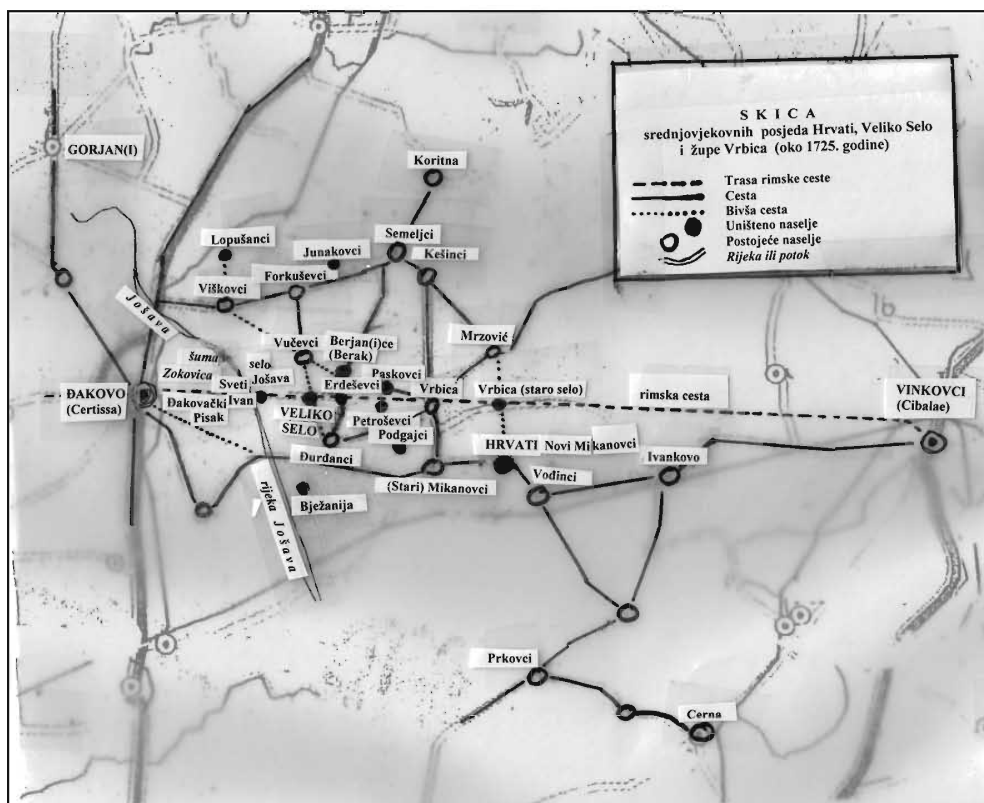 S K I C A
srednjovjekovnih posjeda Hrvati, Veliko Selo
i župe Vrbica (oko 1725. godine)
Trasa rimske ceste
Cesta
Bivša cesta
Uništeno naselje
Postojeće naselje
Rijeka ili potok
GORJAN(I)
Koritna
Lopušanci
Junakovci
Semeljci
Kešinci
Forkuševci
Viškovci
Jošava
Vučevci
Berjan(i)ce
(Berak)
Mrzović
šuma
Zokovica
selo
Jošava
Sveti
Ivan
Erdeševci
Paskovci
Vrbica
Vrbica (staro selo)
rimska cesta
VINKOVCI
(Cibalae)
ĐAKOVO
(Certissa)
Đakovački
Pisak
VELIKO
SELO
Petroševci
Podgajci
HRVATI
Novi Mikanovci
Đurđanci
(Stari) Mikanovci
Vođinci
Ivankovo
Bježanija
rijeka Jošava
Prkovci
Cerna